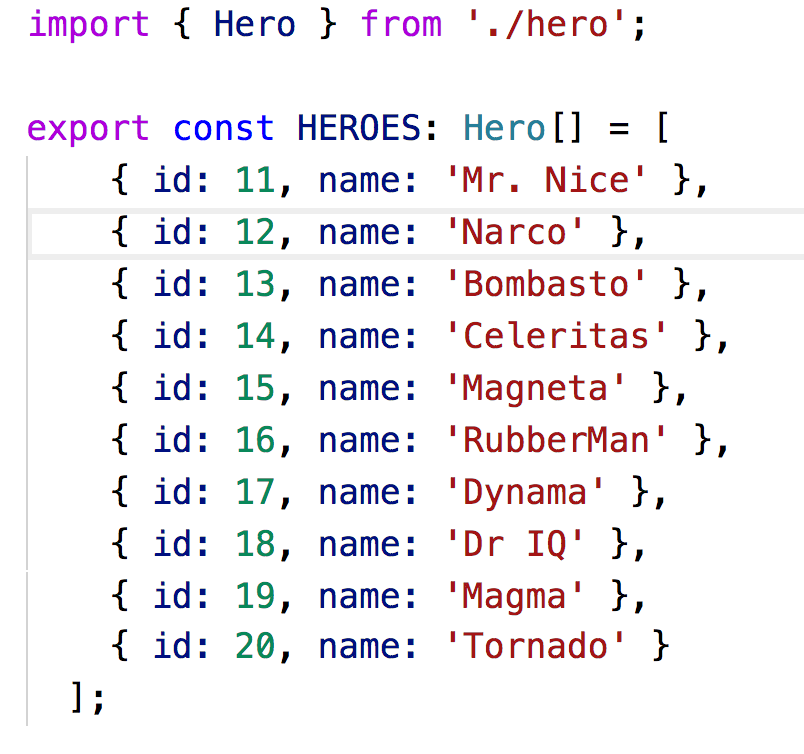 import { Hero } from './hero';
export const HEROES: Hero[] = [
{ id: 11, name: 'Mr. Nice' },
{ id: 12, name: 'Narco' },
{ id: 13, name: 'Bombasto' },
{ id: 14, name: 'Celeritas' },
{ id: 15, name: 'Magneta' },
{ id: 16, name: 'RubberMan' },
{ id: 17, name: 'Dynama' },
{ id: 18, name: 'Dr IQ' },
{ id: 19, name: 'Magma' },
{ id: 20, name: 'Tornado' }
];